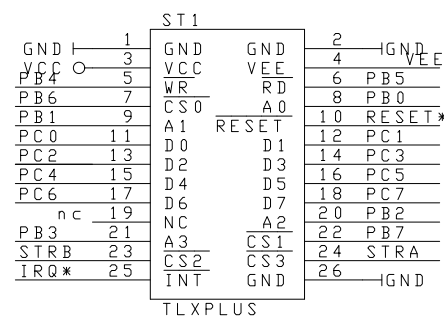 ST1
GND 1 GND GND 2 GND
VCC 3 VCC VEE 4 VEE
PB4 5 WR RD 6 PB5
PB6 7 CS0 A0 8 PB0
PB1 9 A1 RESET 10 RESET*
PC0 11 D0 D1 12 PC1
PC2 13 D2 D3 14 PC3
PC4 15 D4 D5 16 PC5
PC6 17 D6 D7 18 PC7
nc 19 NC A2 20 PB2
PB3 21 A3 CS1 22 PB7
STRB 23 CS2 CS3 24 STRA
IRQ* 25 INT GND 26 GND
TLXPLUS